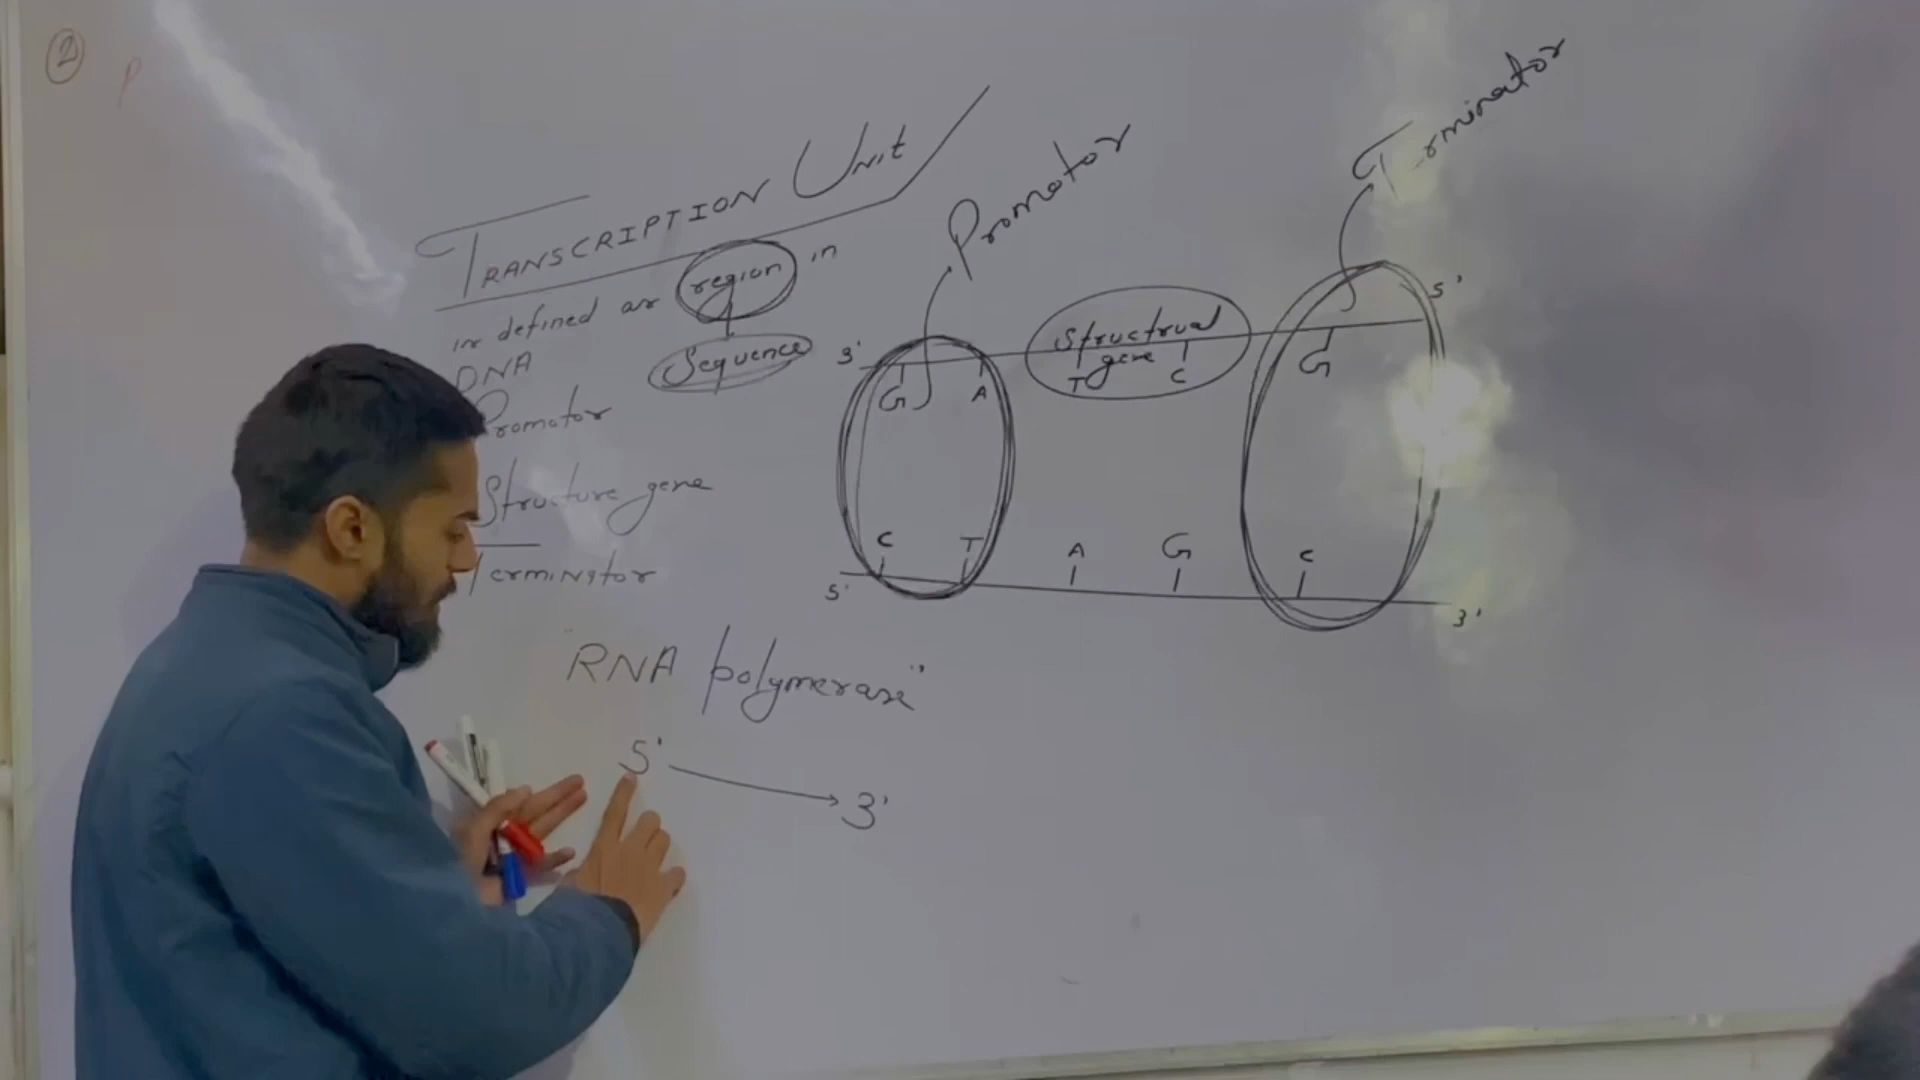 2
P
TRANSCRIPTION UNIT
is defined as region in
DNA
Sequence
Promotor
Structure gene
Terminator
Promotor
Terminator
3' 5'
Structrual
gene
G A T C G
C T A G C
5' 3'
"RNA polymerase"
5' 3'